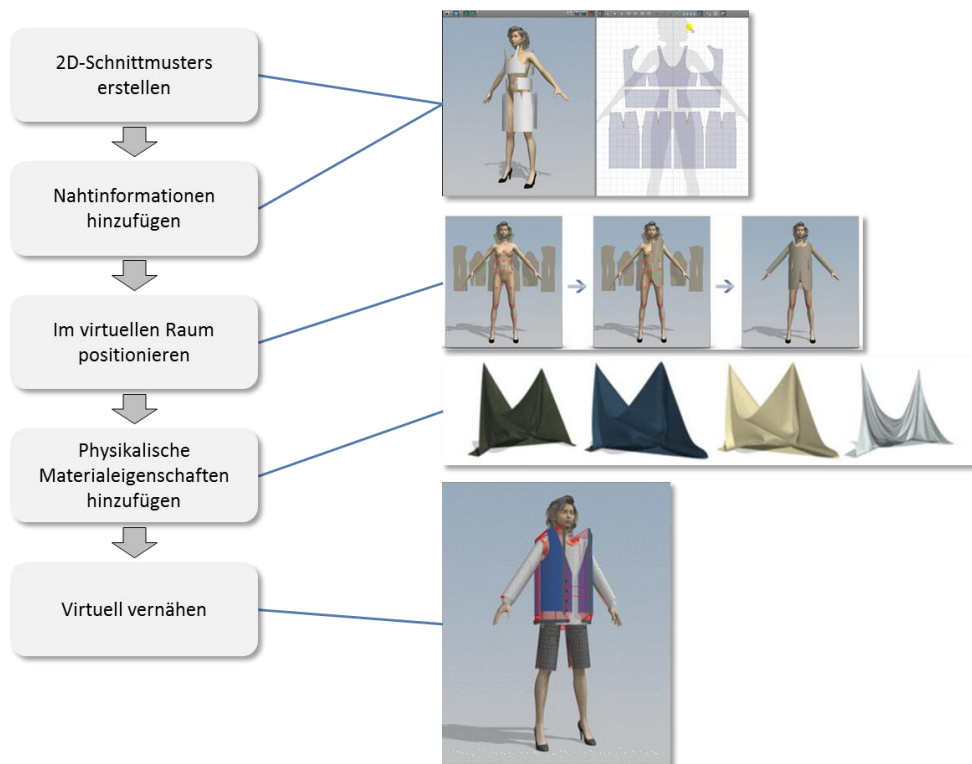 2D-Schnittmusters
erstellen
Nahtinformationen
hinzufügen
Im virtuellen Raum
positionieren
Physikalische
Materialeigenschaften
hinzufügen
Virtuell vernähen